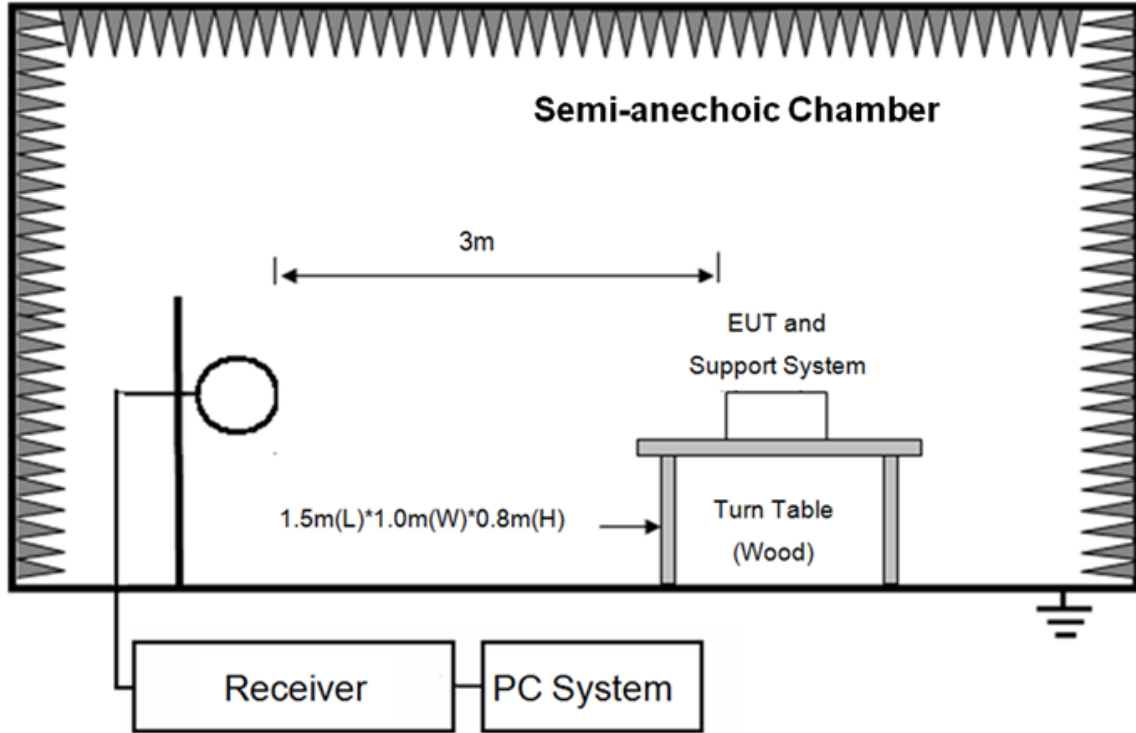 Semi-anechoic Chamber
3m
EUT and
Support System
1.5m(L)*1.0m(W)*0.8m(H)
Turn Table
(Wood)
Receiver
PC System